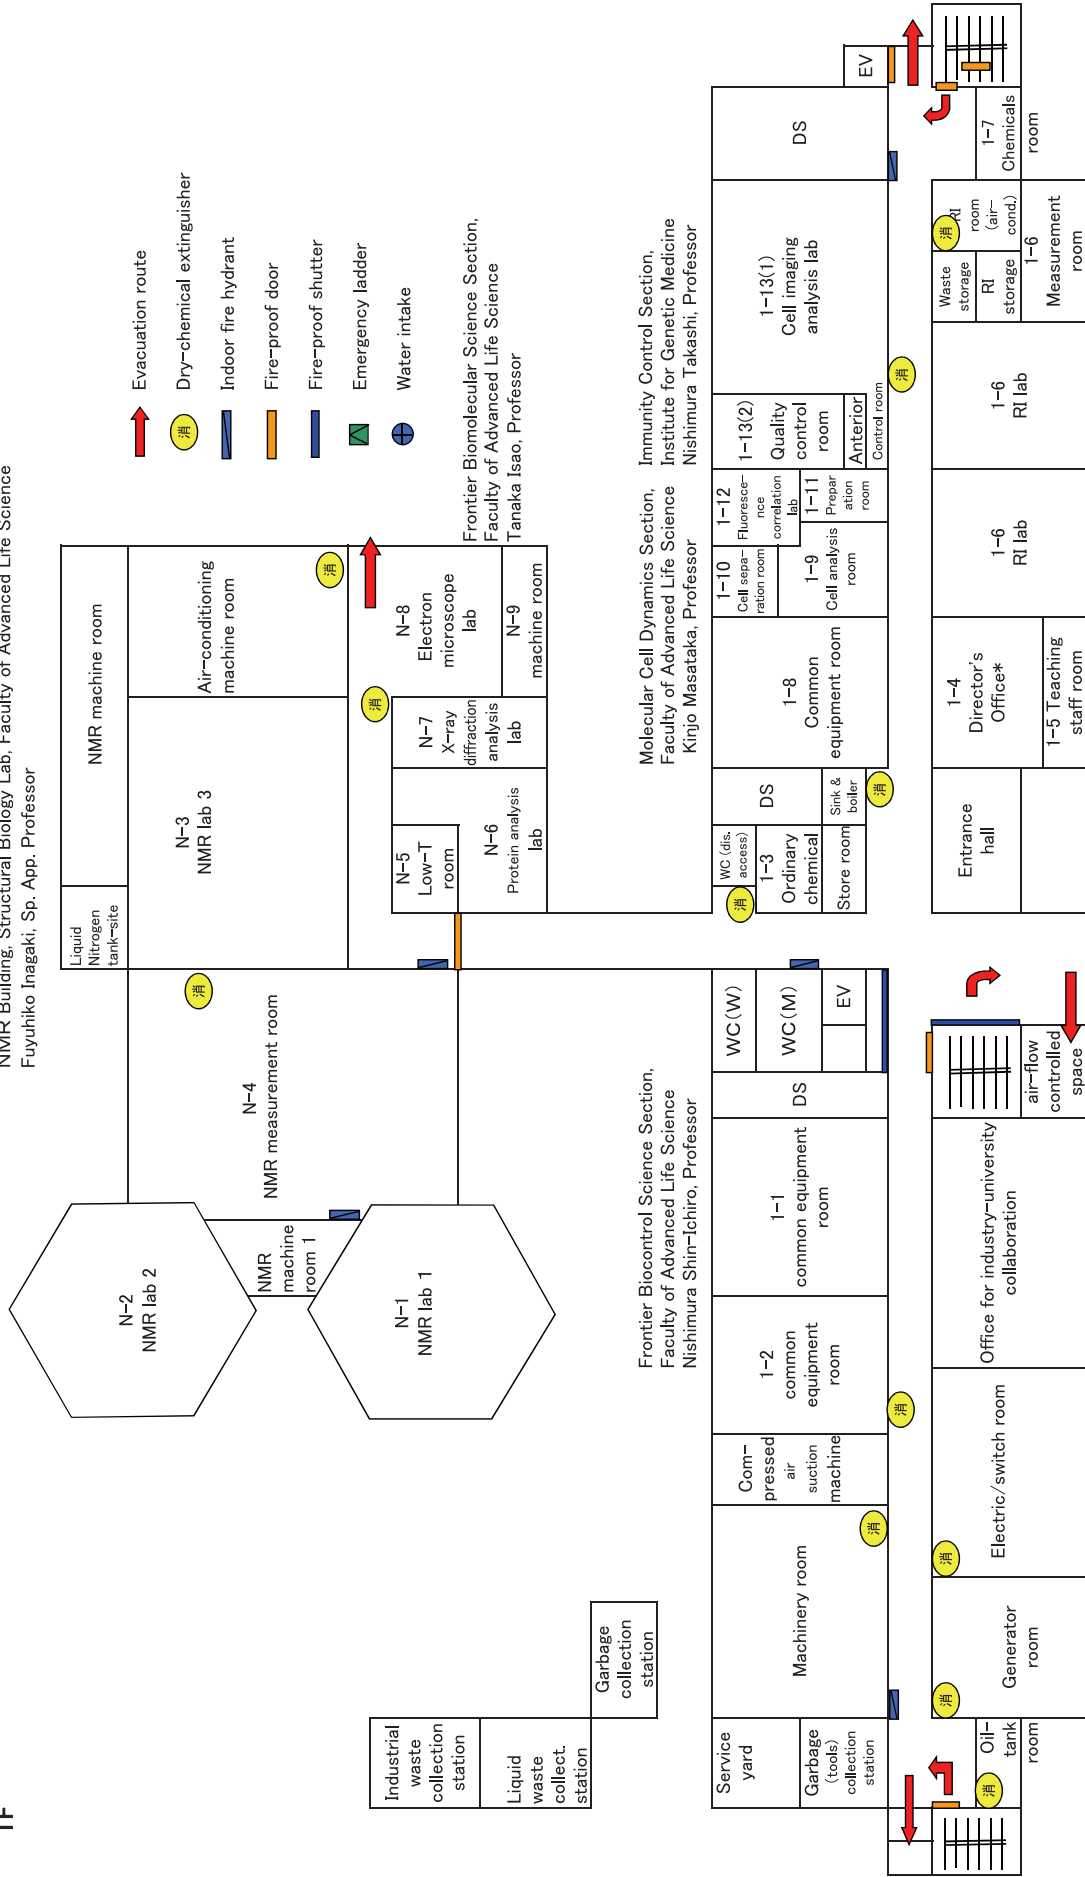 1F
NMR Building, Structural Biology Lab, Faculty of Advanced Life Science
Fuyuhiko Inagaki, Sp. App. Professor
Evacuation route
消
Dry-chemical extinguisher
Indoor fire hydrant
Fire-proof door
Fire-proof shutter
Emergency ladder
Water intake
N-2
NMR lab 2
NMR
machine
room 1
N-1
NMR lab 1
N-4
NMR measurement room
消
Liquid
Nitrogen
tank-site
NMR machine room
N-3
NMR lab 3
Air-conditioning
machine room
消
消
N-5
Low-T
room
N-6
Protein analysis
lab
N-7
X-ray
diffraction
analysis
lab
N-8
Electron
microscope
lab
N-9
machine room
Frontier Biomolecular Science Section,
Faculty of Advanced Life Science
Tanaka Isao, Professor
Industrial
waste
collection
station
Liquid
waste
collect.
station
Garbage
collection
station
Frontier Biocontrol Science Section,
Faculty of Advanced Life Science
Nishimura Shin-Ichiro, Professor
Molecular Cell Dynamics Section,
Faculty of Advanced Life Science
Kinjo Masataka, Professor
Immunity Control Section,
Institute for Genetic Medicine
Nishimura Takashi, Professor
Service
yard
Garbage
(tools)
collection
station
Machinery room
消
Com-
pressed
air
suction
machine
1-2
common
equipment
room
消
1-1
common equipment
room
DS
WC(W)
WC(M)
EV
WC (dis.
access)
消
1-3
Ordinary
chemical
Store room
DS
Sink &
boiler
消
1-8
Common
equipment room
1-10
Cell sepa-
ration room
1-9
Cell analysis
room
1-12
Fluoresce-
nce
correlation
lab
1-11
Prepar
ation
room
1-13(2)
Quality
control
room
Anterior
Control room
1-13(1)
Cell imaging
analysis lab
消
DS
EV
消
Oil-
tank
room
消
Generator
room
消
Electric/switch room
Office for industry-university
collaboration
air-flow
controlled
space
Entrance
hall
1-4
Director's
Office*
1-5 Teaching
staff room
1-6
RI lab
1-6
RI lab
Waste
storage
RI
storage
消
RI
room
(air-
cond.)
1-6
Measurement
room
1-7
Chemicals
room